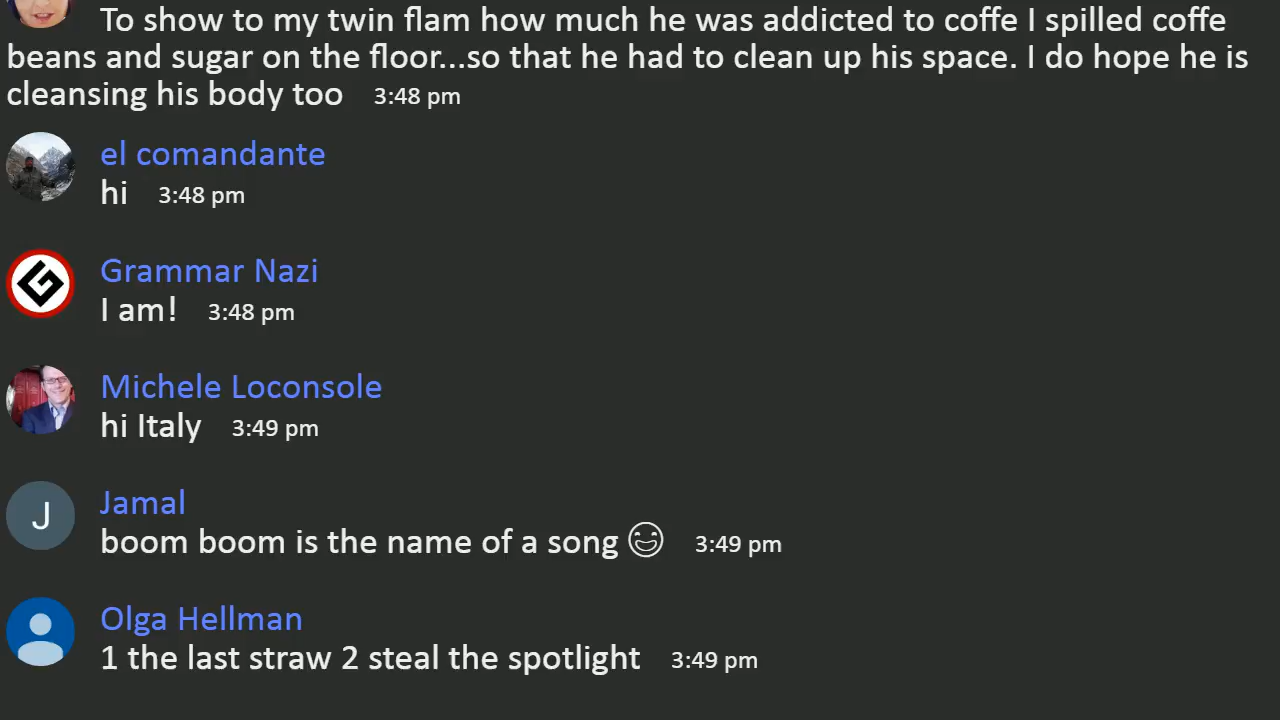 To show to my twin flam how much he was addicted to coffe I spilled coffe
beans and sugar on the floor...so that he had to clean up his space. I do hope he is
cleansing his body too 3:48 pm
el comandante
hi 3:48 pm
Grammar Nazi
I am! 3:48 pm
Michele Loconsole
hi Italy 3:49 pm
J
Jamal
boom boom is the name of a song 😄 3:49 pm
Olga Hellman
1 the last straw 2 steal the spotlight 3:49 pm